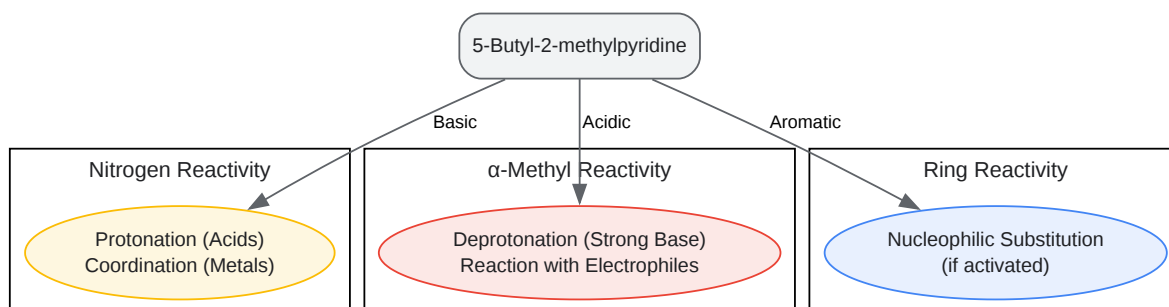 5-Butyl-2-methylpyridine
Basic
Acidic
Aromatic
Nitrogen Reactivity
α-Methyl Reactivity
Ring Reactivity
Protonation (Acids)
Coordination (Metals)
Deprotonation (Strong Base)
Reaction with Electrophiles
Nucleophilic Substitution
(if activated)